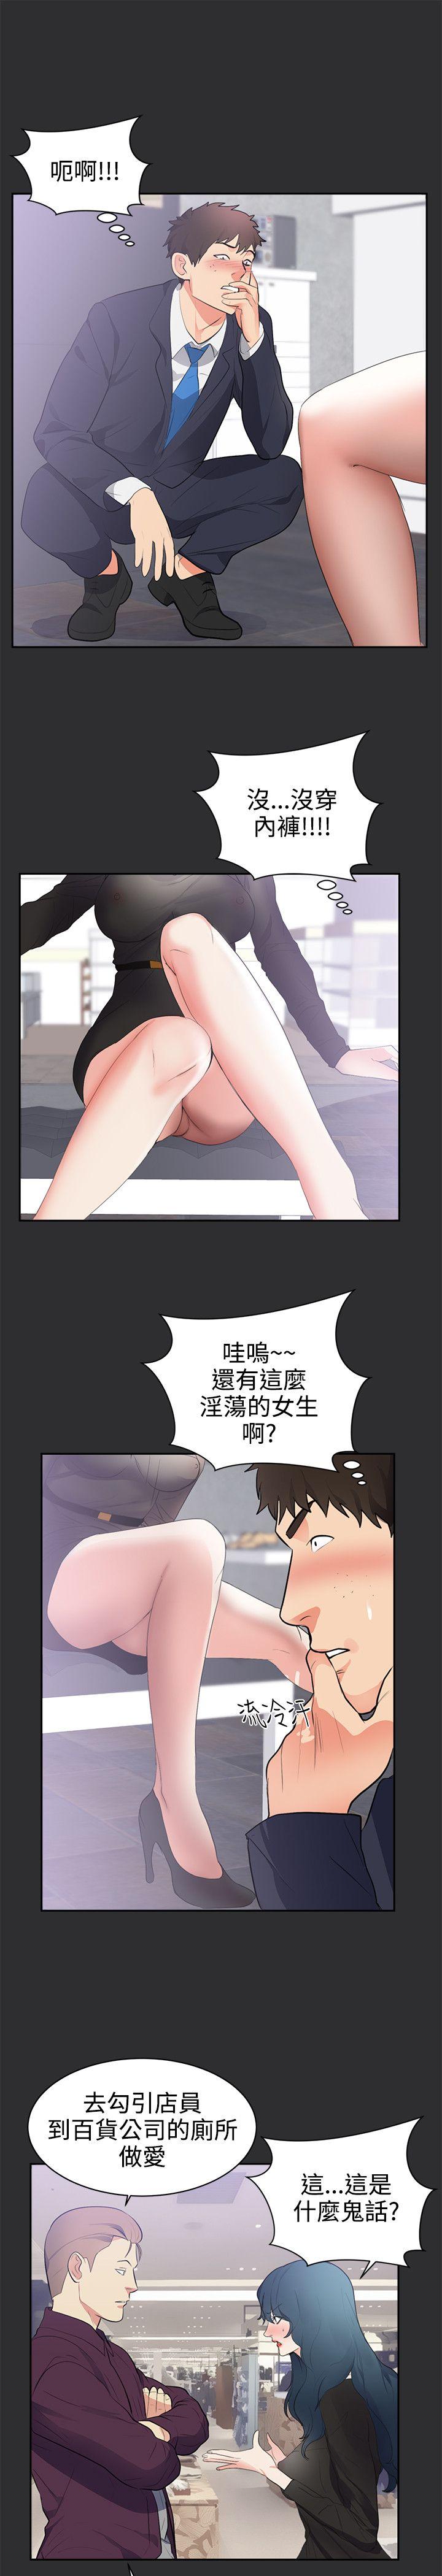 呃啊!!!
沒...沒穿
內褲!!!!
哇嗚~~
還有這麼
淫蕩的女生
啊?
流冷汗
去勾引店員
到百貨公司的廁所
做愛
這...這是
什麼鬼話?